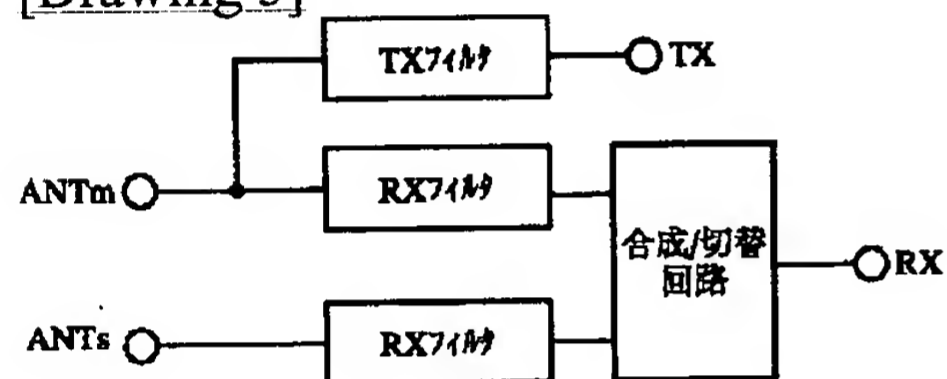 [Drawing 3]
TXフィルタ
TX
ANTm
RXフィルタ
合成/切替
回路
RX
ANTs
RXフィルタ